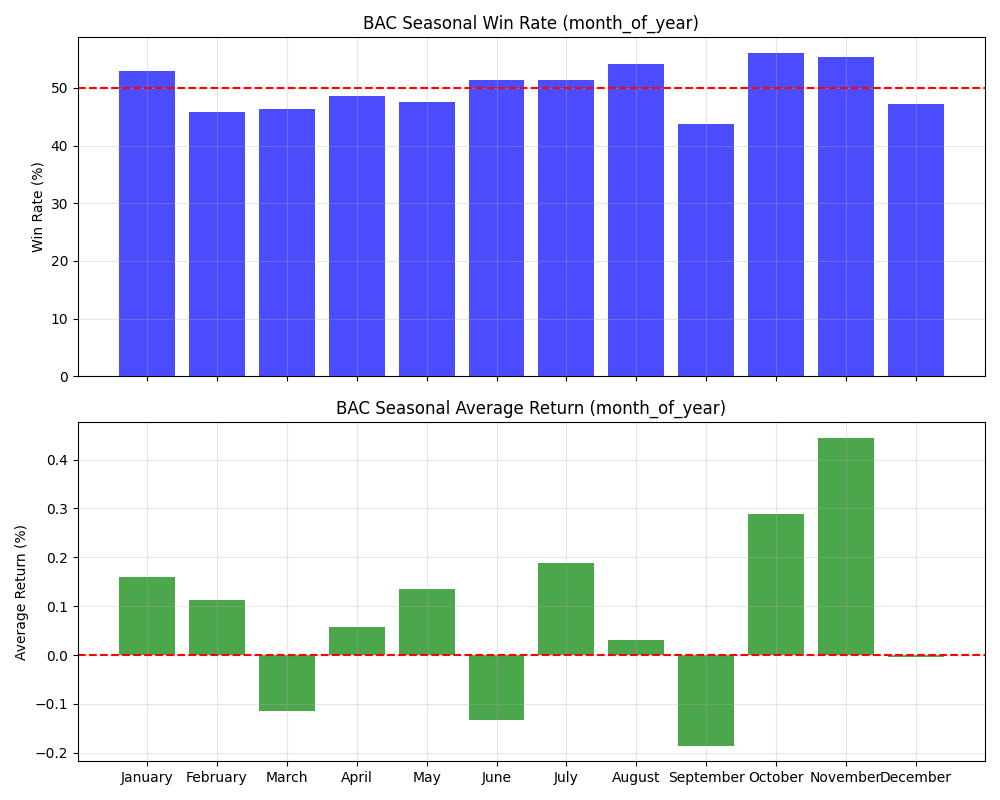 BAC Seasonal Win Rate (month_of_year)
Win Rate (%)
50
40
30
20
10
0
BAC Seasonal Average Return (month_of_year)
Average Return (%)
0.4
0.3
0.2
0.1
0.0
−0.1
−0.2
January February March April May June July August September October November December